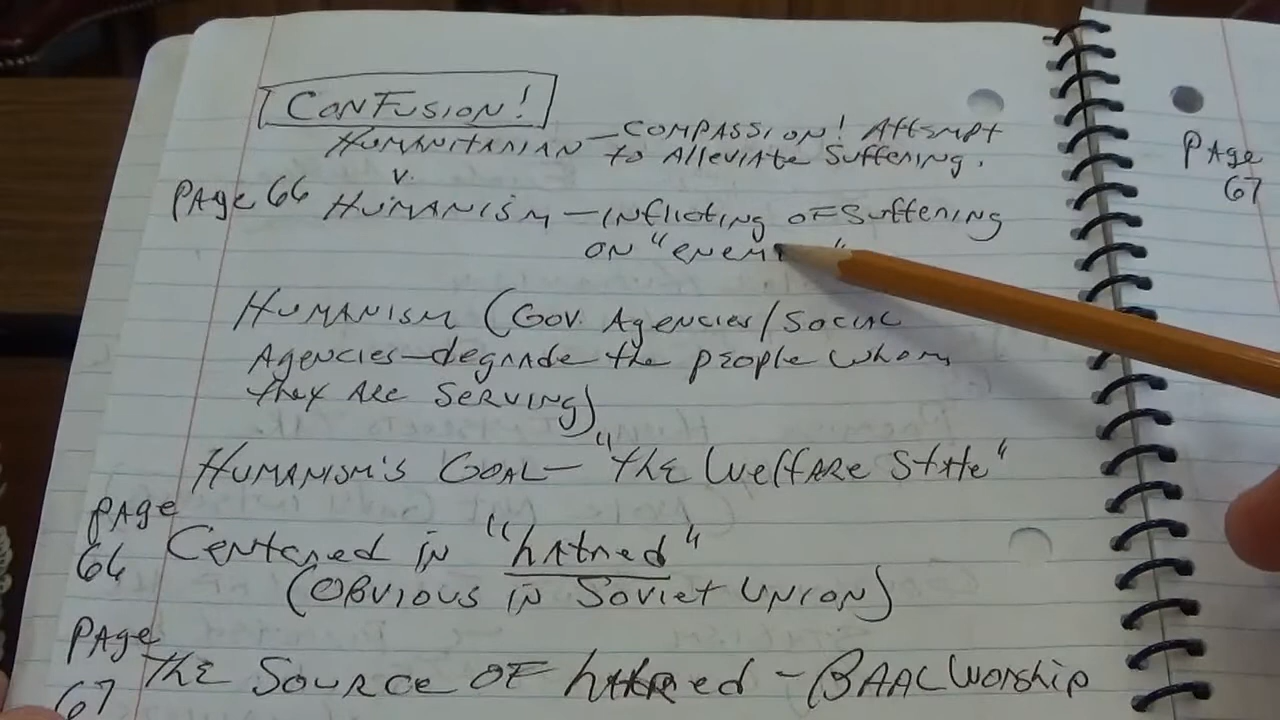 CONFUSION!
HUMANITARIAN - COMPASSION! Attempt
to Alleviate Suffering.
v.
PAge 66 HUMANISM - inflicting OF Suffering
ON "enemy"
HUMANISM (Gov. Agencies/Social
Agencies-degrade the people whom
they Are Serving)
HUMANISM'S GOAL - "The Welfare State"
PAge
66
Centered in "hatred"
(OBVIOUS IN Soviet UNION)
PAge
67
The Source OF hatred - BAAL Worship
PAge
67